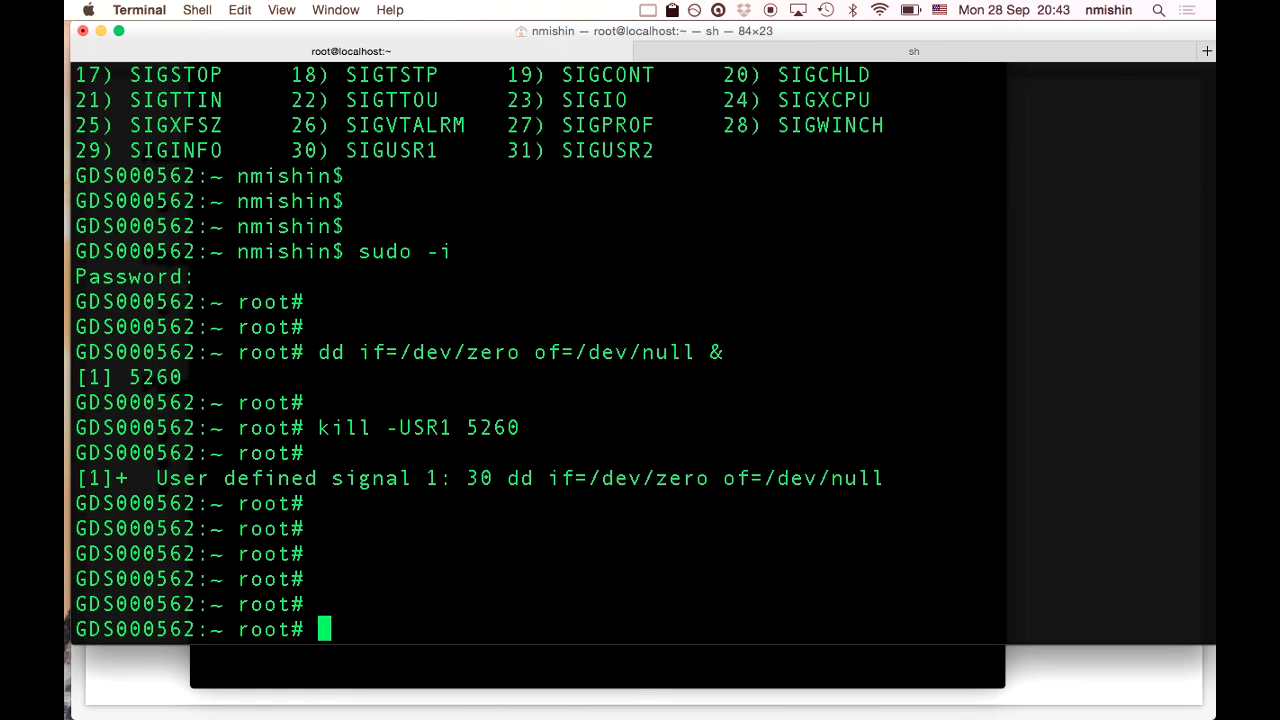 Terminal Shell Edit View Window Help Mon 28 Sep 20:43 nmishin
nmishin — root@localhost:~ — sh — 84×23
root@localhost:~ sh +
17) SIGSTOP 18) SIGTSTP 19) SIGCONT 20) SIGCHLD
21) SIGTTIN 22) SIGTTOU 23) SIGIO 24) SIGXCPU
25) SIGXFSZ 26) SIGVTALRM 27) SIGPROF 28) SIGWINCH
29) SIGINFO 30) SIGUSR1 31) SIGUSR2
GDS000562:~ nmishin$
GDS000562:~ nmishin$
GDS000562:~ nmishin$
GDS000562:~ nmishin$ sudo -i
Password:
GDS000562:~ root#
GDS000562:~ root#
GDS000562:~ root# dd if=/dev/zero of=/dev/null &
[1] 5260
GDS000562:~ root#
GDS000562:~ root# kill -USR1 5260
GDS000562:~ root#
[1]+  User defined signal 1: 30 dd if=/dev/zero of=/dev/null
GDS000562:~ root#
GDS000562:~ root#
GDS000562:~ root#
GDS000562:~ root#
GDS000562:~ root#
GDS000562:~ root#